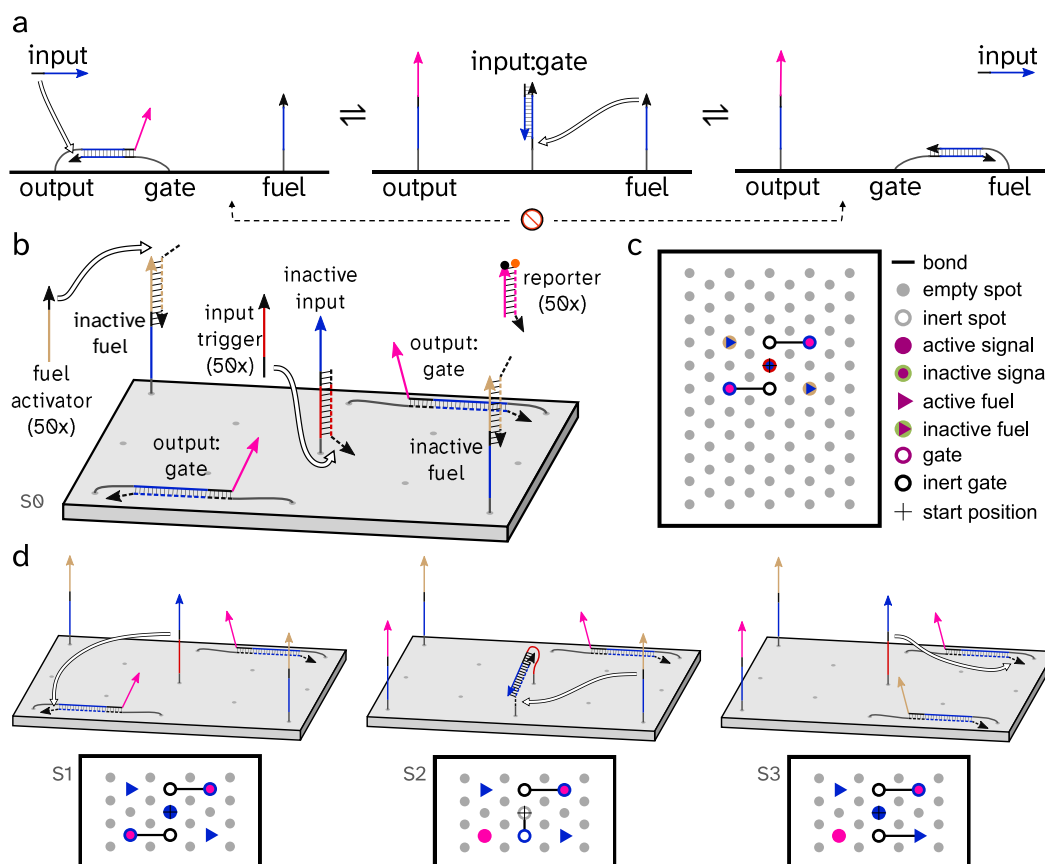 a
input
input:gate
input
output
gate
fuel
output
fuel
output
gate
fuel
b
inactive
fuel
fuel
activator
(50x)
input
trigger
(50x)
inactive
input
output:
gate
reporter
(50x)
output:
gate
inactive
fuel
S0
c
bond
empty spot
inert spot
active signal
inactive signal
active fuel
inactive fuel
gate
inert gate
start position
d
S1
S2
S3